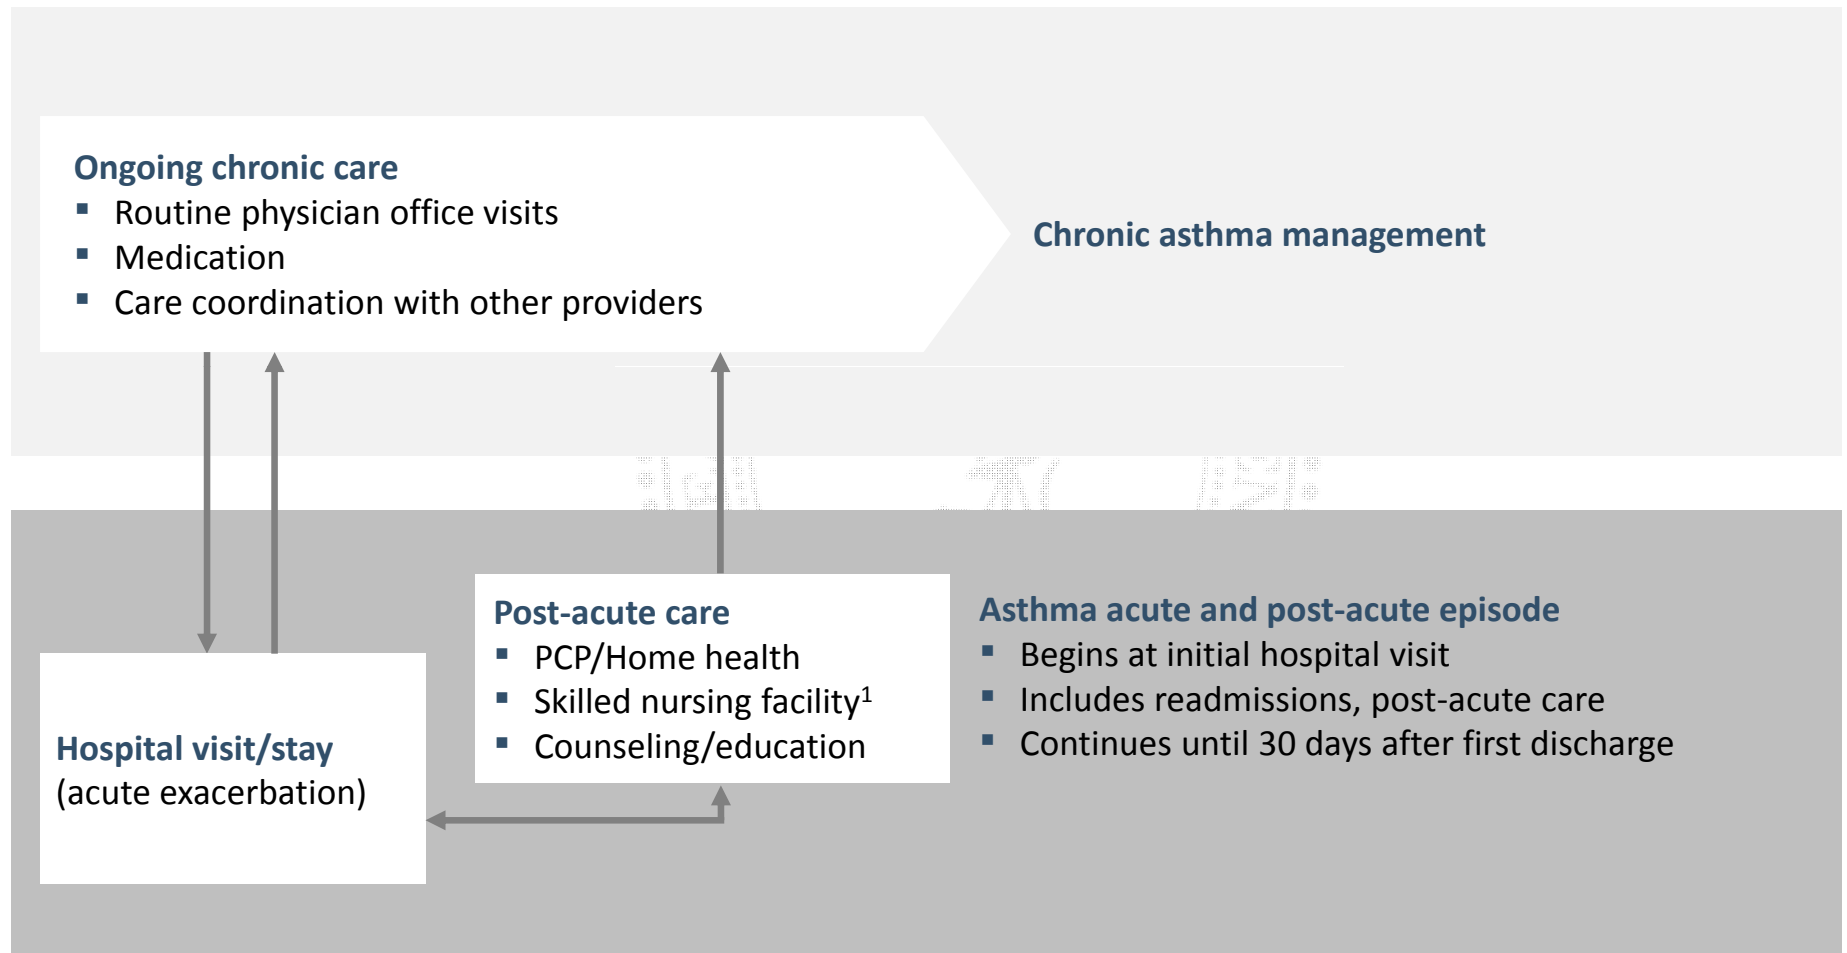 Ongoing chronic care
▪ Routine physician office visits
▪ Medication
▪ Care coordination with other providers
Chronic asthma management
Post-acute care
▪ PCP/Home health
▪ Skilled nursing facility¹
▪ Counseling/education
Asthma acute and post-acute episode
▪ Begins at initial hospital visit
▪ Includes readmissions, post-acute care
▪ Continues until 30 days after first discharge
Hospital visit/stay
(acute exacerbation)